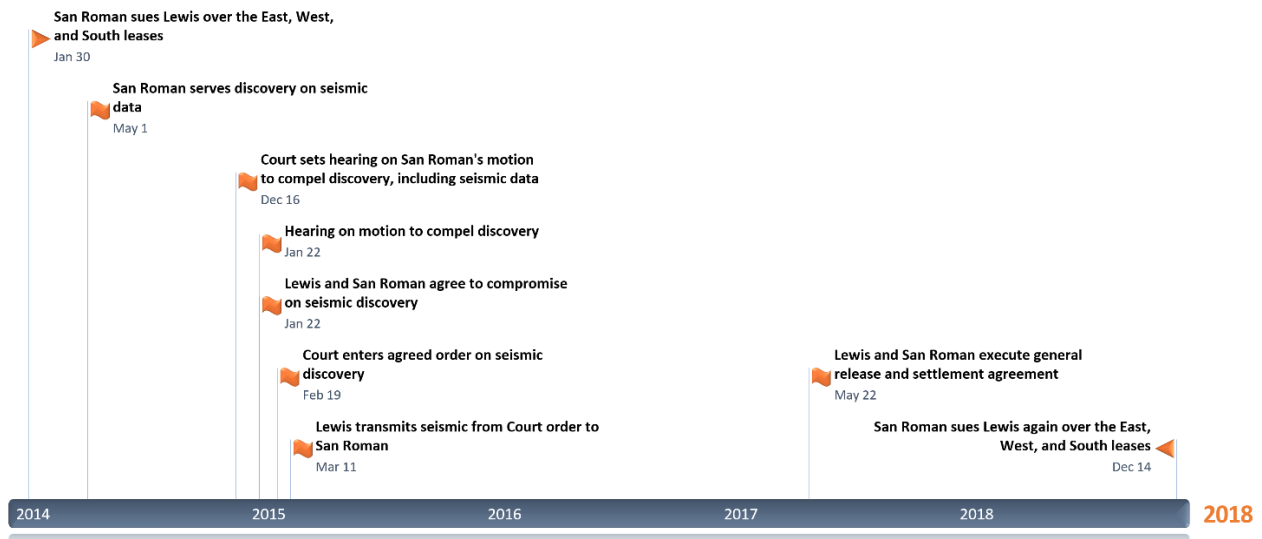 San Roman sues Lewis over the East, West,
and South leases
Jan 30
San Roman serves discovery on seismic
data
May 1
Court sets hearing on San Roman's motion
to compel discovery, including seismic data
Dec 16
Hearing on motion to compel discovery
Jan 22
Lewis and San Roman agree to compromise
on seismic discovery
Jan 22
Court enters agreed order on seismic
discovery
Feb 19
Lewis transmits seismic from Court order to
San Roman
Mar 11
Lewis and San Roman execute general
release and settlement agreement
May 22
San Roman sues Lewis again over the East,
West, and South leases
Dec 14
2014 2015 2016 2017 2018 2018